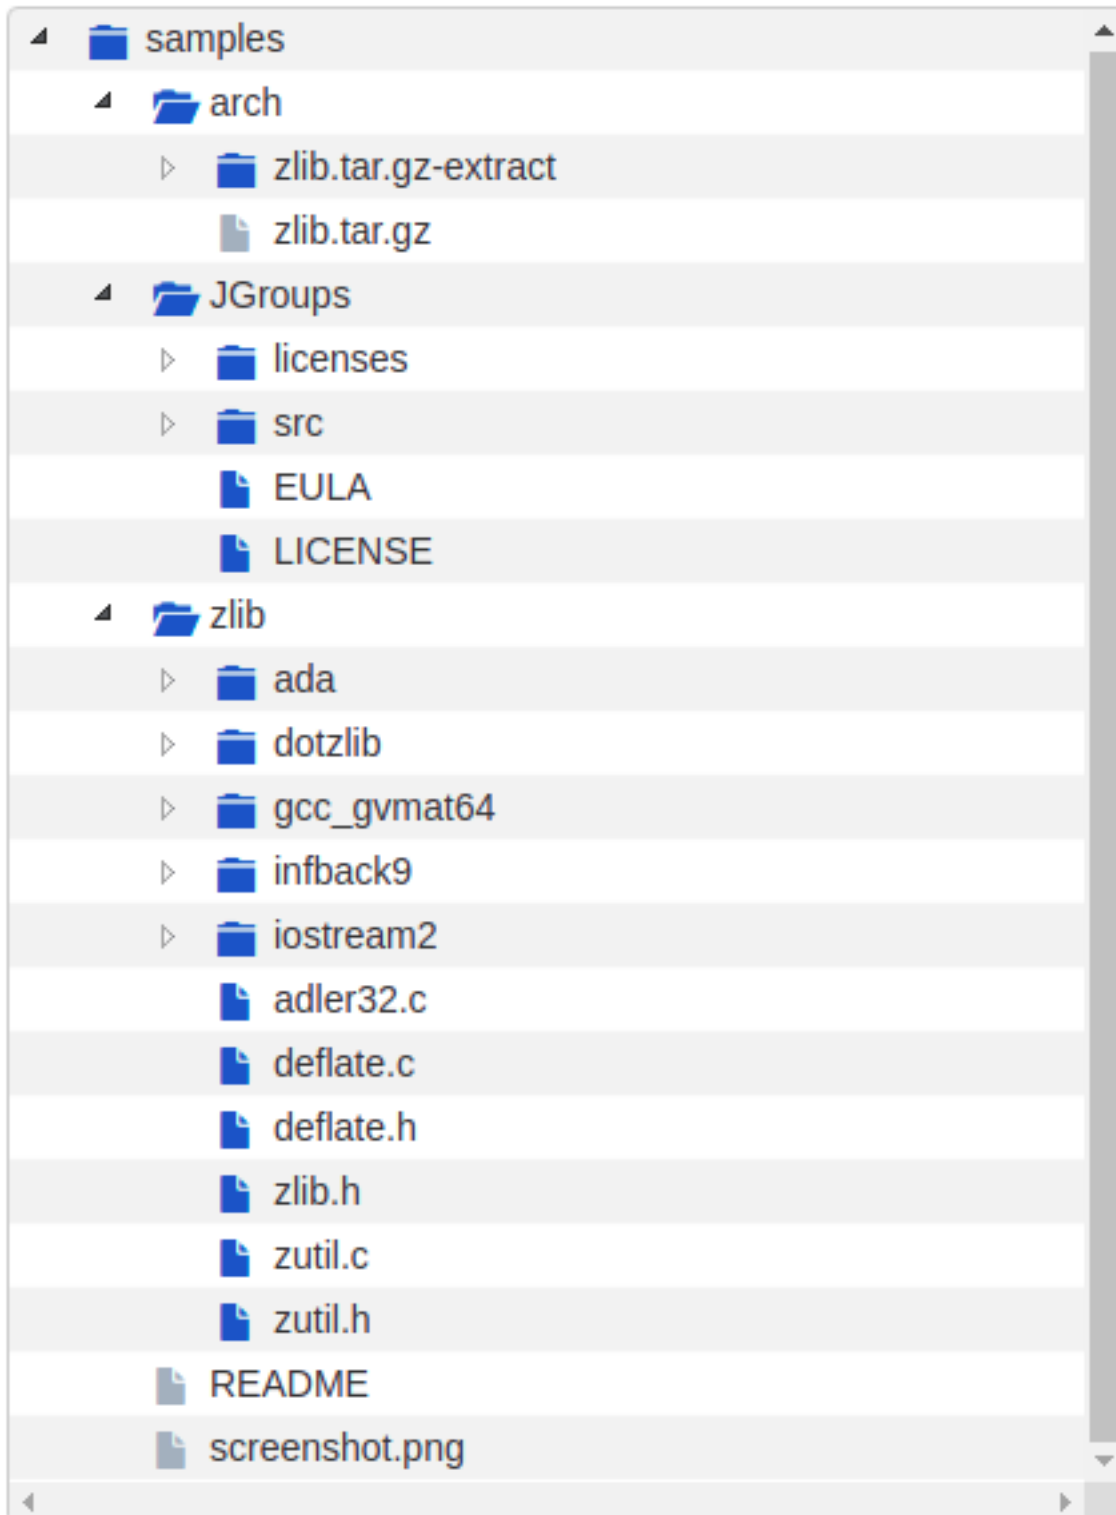 samples
arch
zlib.tar.gz-extract
zlib.tar.gz
JGroups
licenses
src
EULA
LICENSE
zlib
ada
dotzlib
gcc_gvmat64
infback9
iostream2
adler32.c
deflate.c
deflate.h
zlib.h
zutil.c
zutil.h
README
screenshot.png